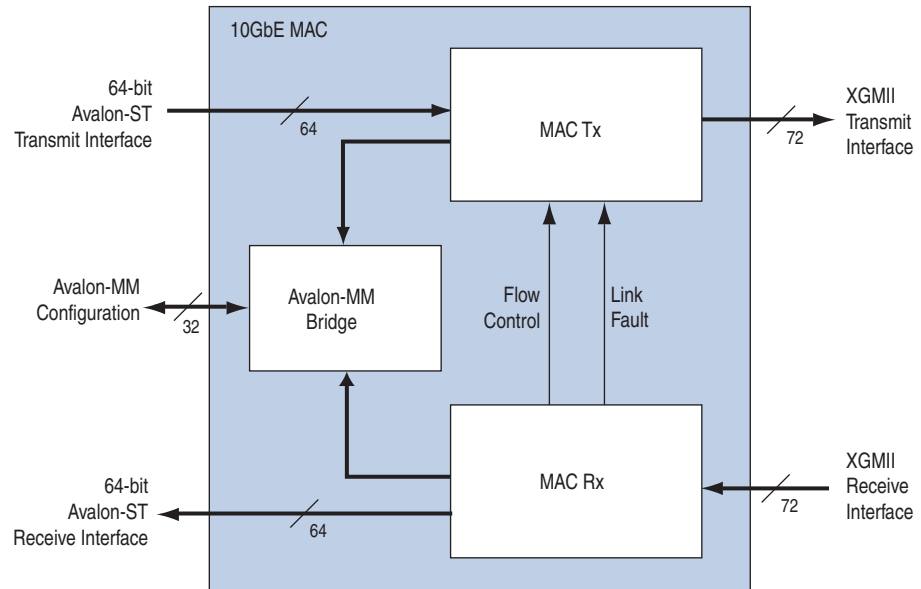 10GbE MAC
64-bit
Avalon-ST
Transmit Interface
64
MAC Tx
72
XGMII
Transmit
Interface
Avalon-MM
Configuration
32
Avalon-MM
Bridge
Flow
Control
Link
Fault
64-bit
Avalon-ST
Receive Interface
64
MAC Rx
72
XGMII
Receive
Interface